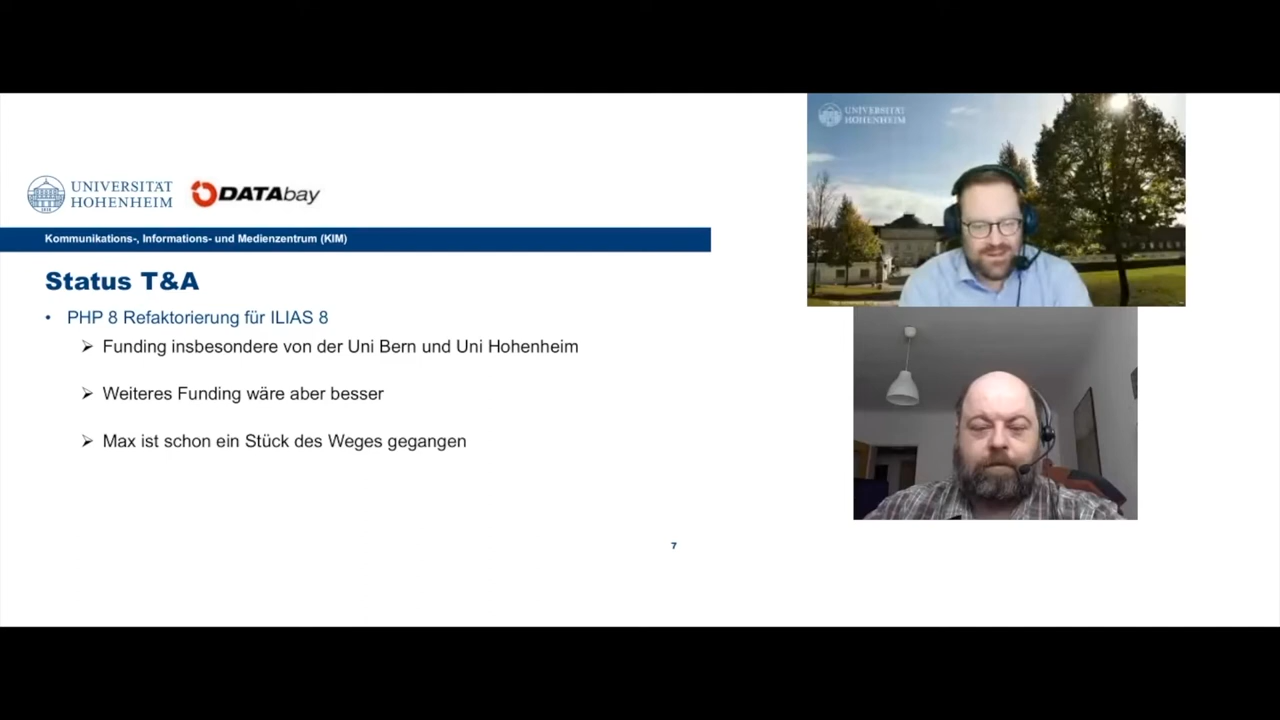 UNIVERSITÄT
HOHENHEIM
DATAbay
Kommunikations-, Informations- und Medienzentrum (KIM)
Status T&A
• PHP 8 Refaktorierung für ILIAS 8
➢ Funding insbesondere von der Uni Bern und Uni Hohenheim
➢ Weiteres Funding wäre aber besser
➢ Max ist schon ein Stück des Weges gegangen
7
UNIVERSITÄT
HOHENHEIM